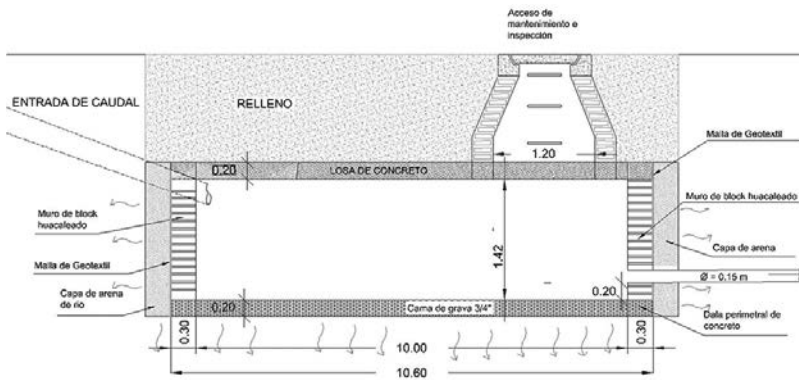 Acceso de
mantenimiento e
inspección
ENTRADA DE CAUDAL
RELLENO
1.20
Malla de Geotextil
0.20
LOSA DE CONCRETO
Muro de block
huacaleado
Muro de block
huacaleado
1.42
Capa de arena
Malla de Geotextil
Ø = 0.15 m
Capa de arena
de río
0.20
Cama de grava 3/4"
0.20
Dala perimetral de
concreto
0.30
10.00
0.30
10.60